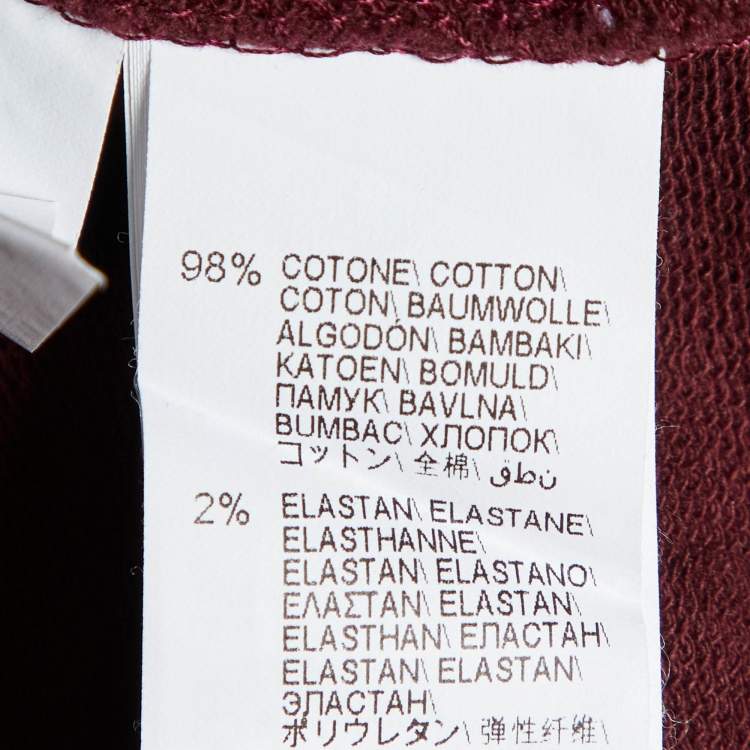 98% COTONE\ COTTON\
COTON\ BAUMWOLLE\
ALGODÓN\ BAMBAKI\
KATOEN\ BOMULD\
ПАМУК\ BAVLNA\
BUMBAC\ ХЛОПОК\
コットン\ 全棉\ ن ط ق
2% ELASTAN\ ELASTANE\
ELASTHANNE\
ELASTAN\ ELASTANO\
ΕΛΑΣΤΑΝ\ ELASTAN\
ELASTHAN\ ЕЛАСТАН\
ELASTAN\ ELASTAN\
ЭЛАСТАН\
ポリウレタン\ 弹性纤维\